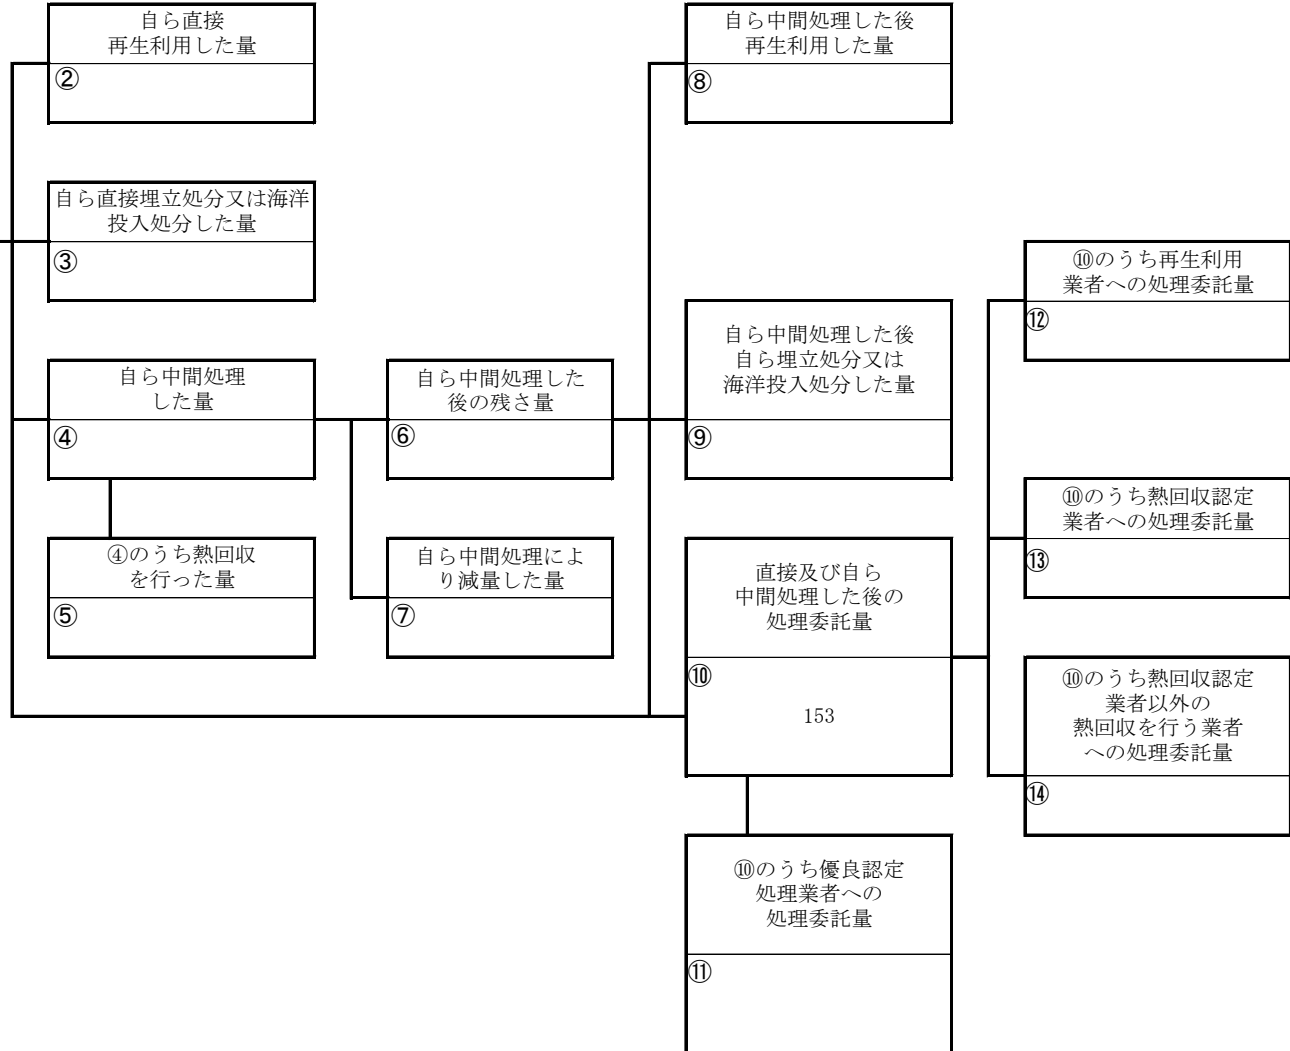 自ら直接
再生利用した量
②
自ら中間処理した後
再生利用した量
⑧
自ら直接埋立処分又は海洋
投入処分した量
③
⑩のうち再生利用
業者への処理委託量
⑫
自ら中間処理した後
自ら埋立処分又は
海洋投入処分した量
⑨
自ら中間処理
した量
④
自ら中間処理した
後の残さ量
⑥
⑩のうち熱回収認定
業者への処理委託量
⑬
④のうち熱回収
を行った量
⑤
自ら中間処理によ
り減量した量
⑦
直接及び自ら
中間処理した後の
処理委託量
⑩
153
⑩のうち熱回収認定
業者以外の
熱回収を行う業者
への処理委託量
⑭
⑩のうち優良認定
処理業者への
処理委託量
⑪